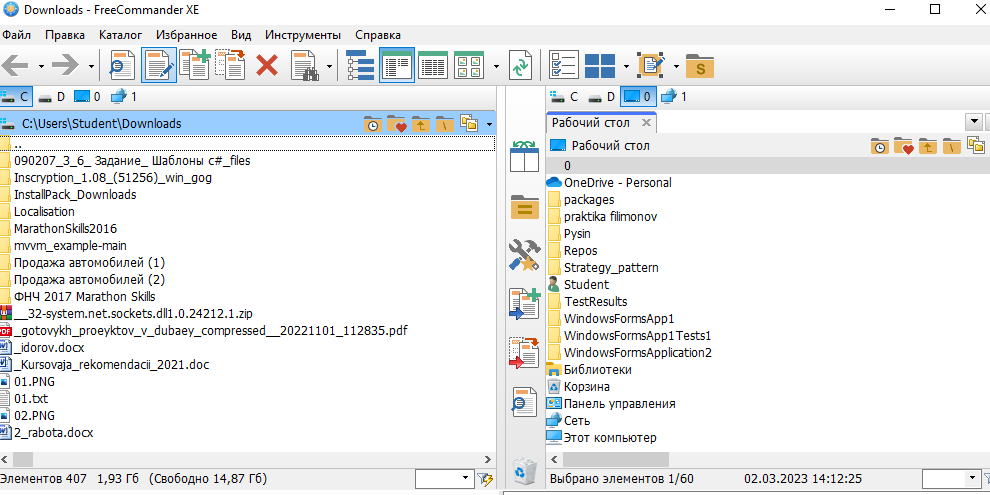 Downloads - FreeCommander XE
Файл Правка Каталог Избранное Вид Инструменты Справка
S
C D 0 1
C:\Users\Student\Downloads
..
090207_3_6_ Задание_ Шаблоны c#_files
Inscryption_1.08_(51256)_win_gog
InstallPack_Downloads
Localisation
MarathonSkills2016
mvvm_example-main
Продажа автомобилей (1)
Продажа автомобилей (2)
ФНЧ 2017 Marathon Skills
__32-system.net.sockets.dll1.0.24212.1.zip
_gotovykh_proeyktov_v_dubaey_compressed__20221101_112835.pdf
_idorov.docx
_Kursovaja_rekomendacii_2021.doc
01.PNG
01.txt
02.PNG
2_rabota.docx
Элементов 407 1,93 Гб (Свободно 14,87 Гб)
C D 0 1
Рабочий стол
Рабочий стол
0
OneDrive - Personal
packages
praktika filimonov
Pysin
Repos
Strategy_pattern
Student
TestResults
WindowsFormsApp1
WindowsFormsApp1Tests1
WindowsFormsApplication2
Библиотеки
Корзина
Панель управления
Сеть
Этот компьютер
Выбрано элементов 1/60 02.03.2023 14:12:25